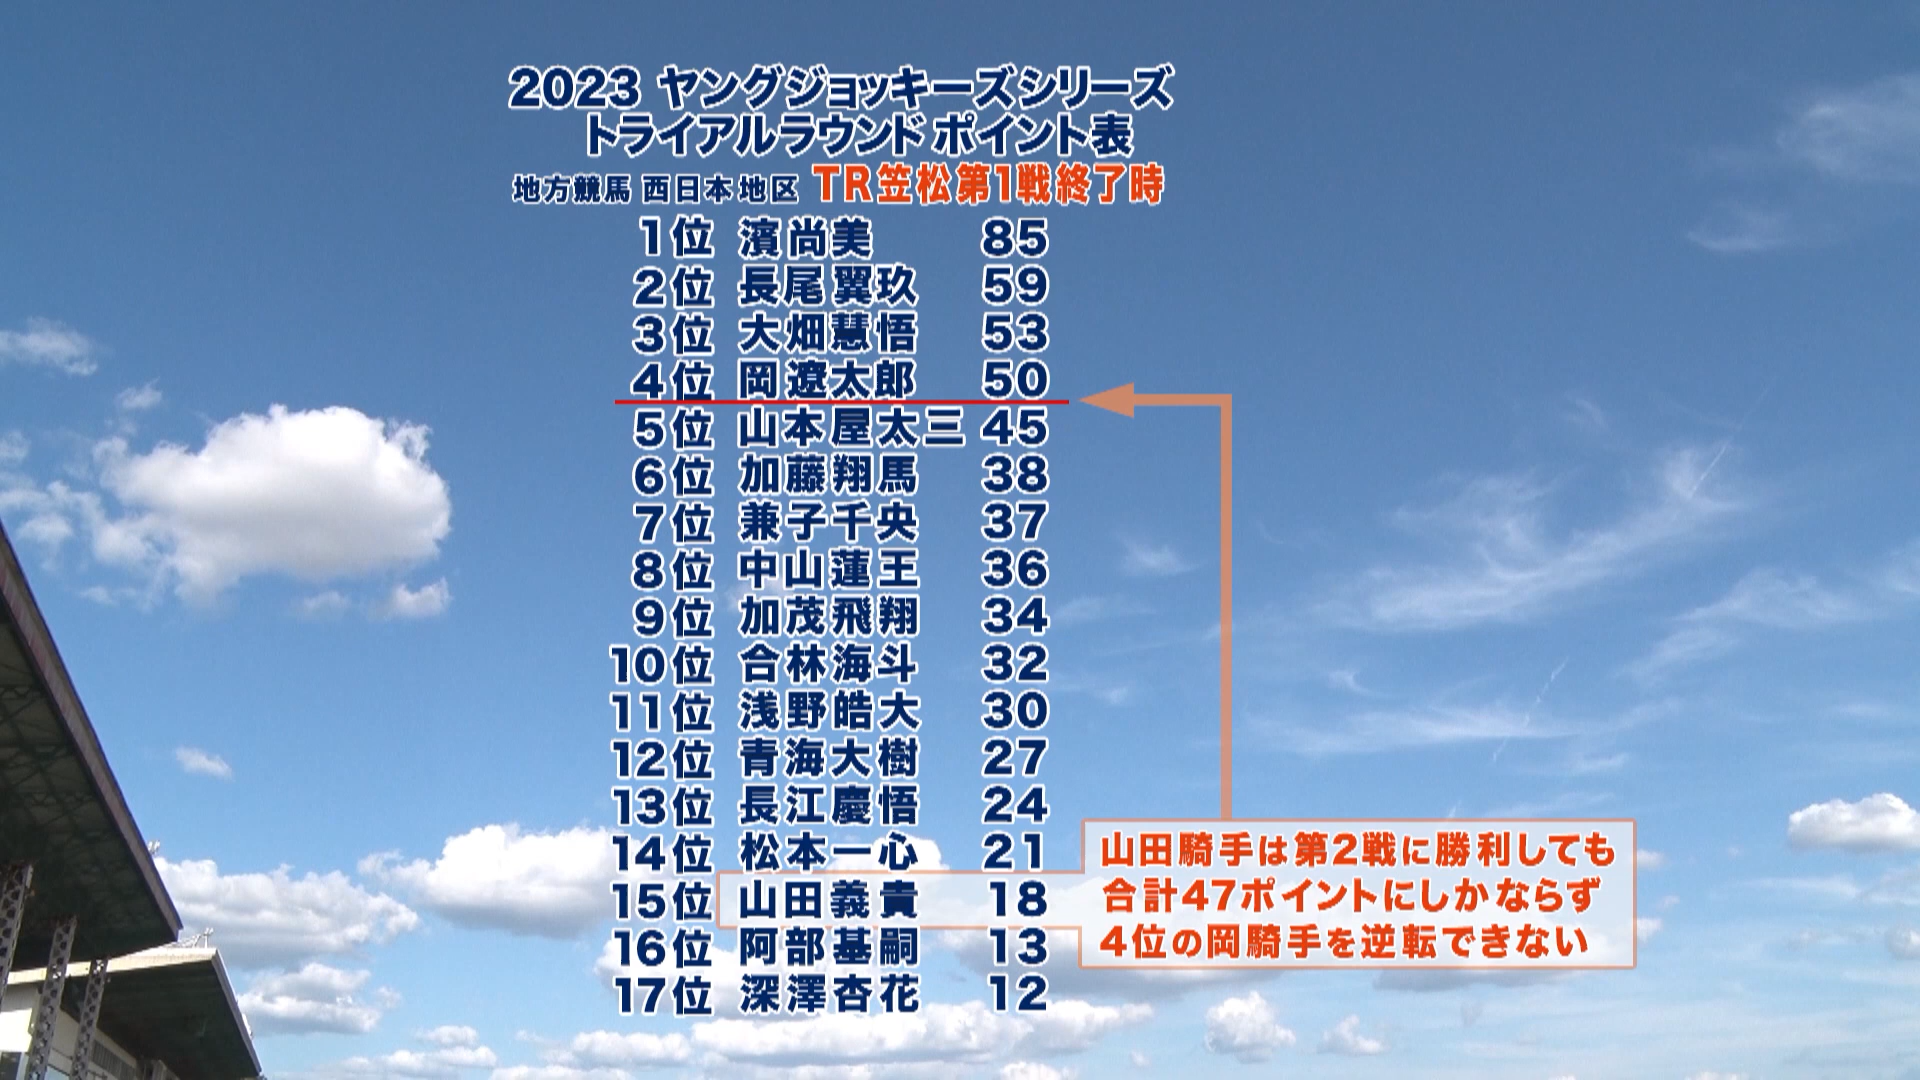 2023 ヤングジョッキーズシリーズ
トライアルラウンド ポイント表
地方競馬 西日本地区 TR笠松第1戦終了時
1位 濱尚美 85
2位 長尾翼玖 59
3位 大畑慧悟 53
4位 岡遼太郎 50
5位 山本屋太三 45
6位 加藤翔馬 38
7位 兼子千央 37
8位 中山蓮王 36
9位 加茂飛翔 34
10位 合林海斗 32
11位 浅野皓大 30
12位 青海大樹 27
13位 長江慶悟 24
14位 松本一心 21
15位 山田義貴 18
16位 阿部基嗣 13
17位 深澤杏花 12
山田騎手は第2戦に勝利しても
合計47ポイントにしかならず
4位の岡騎手を逆転できない